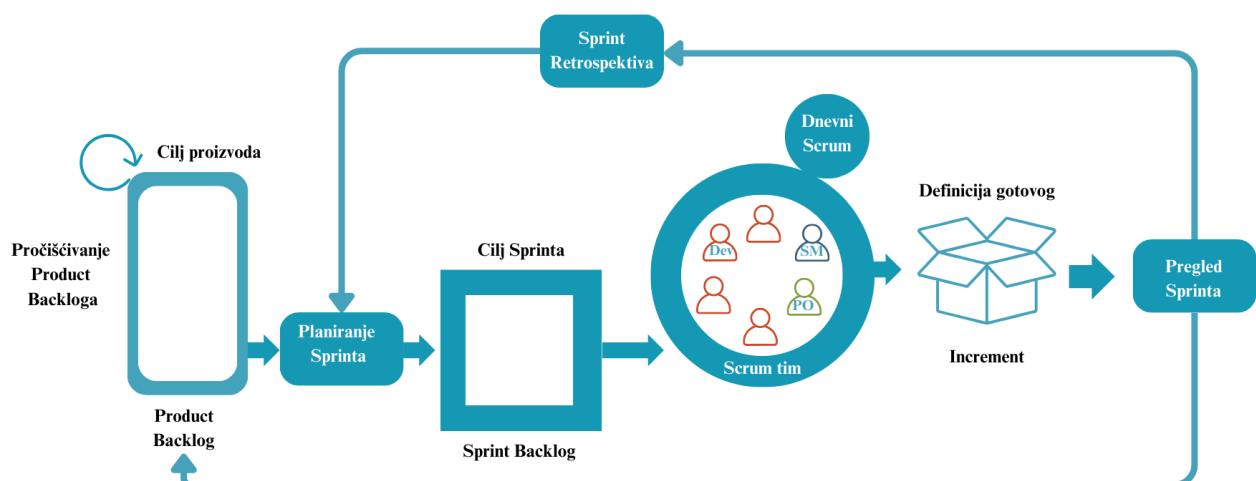 Sprint
Retrospektiva
Dnevni
Scrum
Cilj proizvoda
Pročišćivanje
Product
Backloga
Product
Backlog
Planiranje
Sprinta
Cilj Sprinta
Sprint Backlog
Dev
SM
PO
Scrum tim
Definicija gotovog
Increment
Pregled
Sprinta